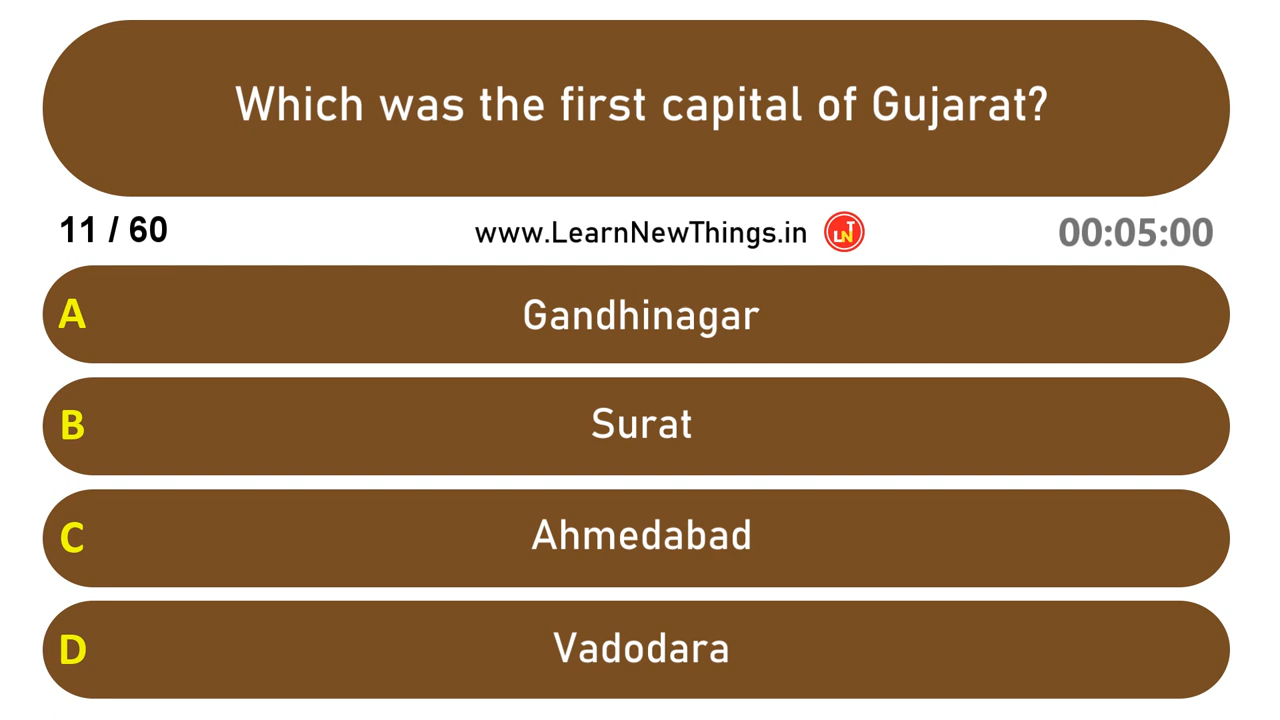 Which was the first capital of Gujarat?
11 / 60
www.LearnNewThings.in
LNT
00:05:00
A
Gandhinagar
B
Surat
C
Ahmedabad
D
Vadodara